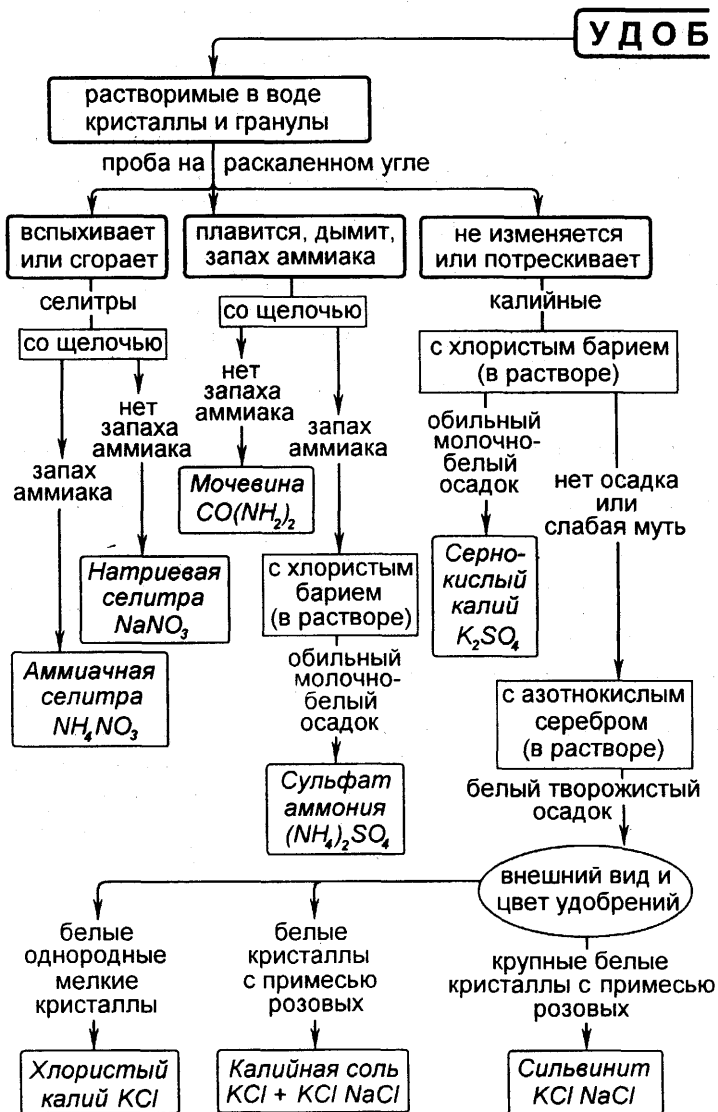 УДОБ
растворимые в воде
кристаллы и гранулы
проба на раскаленном угле
вспыхивает
или сгорает
плавится, дымит,
запах аммиака
не изменяется
или потрескивает
селитры
со щелочью
со щелочью
калийные
с хлористым барием
(в растворе)
нет
запаха
аммиака
нет
запаха
аммиака
запах
аммиака
запах
аммиака
обильный
молочно-
белый
осадок
нет осадка
или
слабая муть
Мочевина
CO(NH₂)₂
Натриевая
селитра
NaNO₃
с хлористым
барием
(в растворе)
Серно-
кислый
калий
K₂SO₄
Аммиачная
селитра
NH₄NO₃
обильный
молочно-
белый
осадок
с азотнокислым
серебром
(в растворе)
Сульфат
аммония
(NH₄)₂SO₄
белый творожистый
осадок
внешний вид и
цвет удобрений
белые
однородные
мелкие
кристаллы
белые
кристаллы
с примесью
розовых
крупные белые
кристаллы с примесью
розовых
Хлористый
калий KCl
Калийная соль
KCl + KCl NaCl
Сильвинит
KCl NaCl